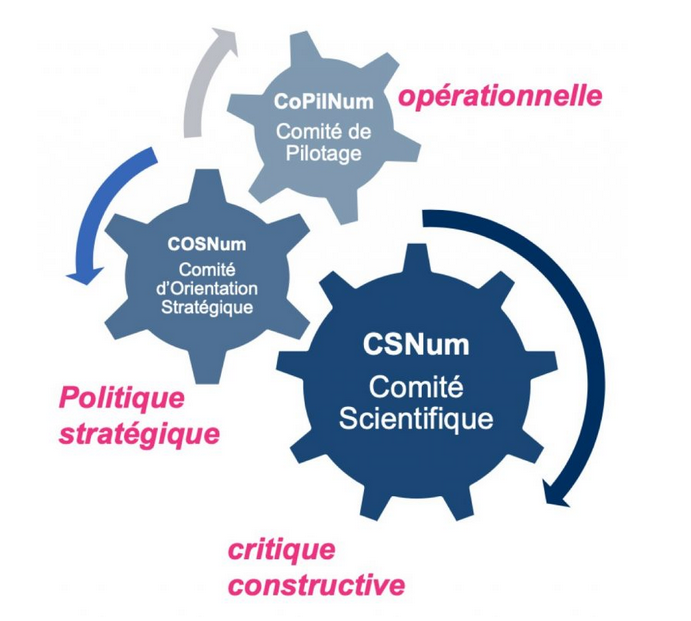 CoPilNum
Comité de
Pilotage
opérationnelle
COSNum
Comité
d'Orientation
Stratégique
Politique
stratégique
CSNum
Comité
Scientifique
critique
constructive